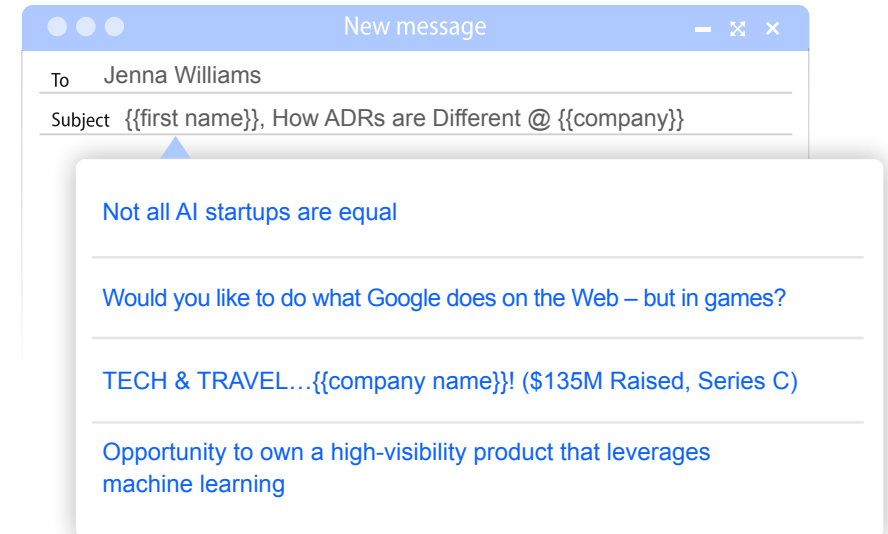 New message
To Jenna Williams
Subject {{first name}}, How ADRs are Different @ {{company}}
Not all AI startups are equal
Would you like to do what Google does on the Web – but in games?
TECH & TRAVEL…{{company name}}! ($135M Raised, Series C)
Opportunity to own a high-visibility product that leverages
machine learning